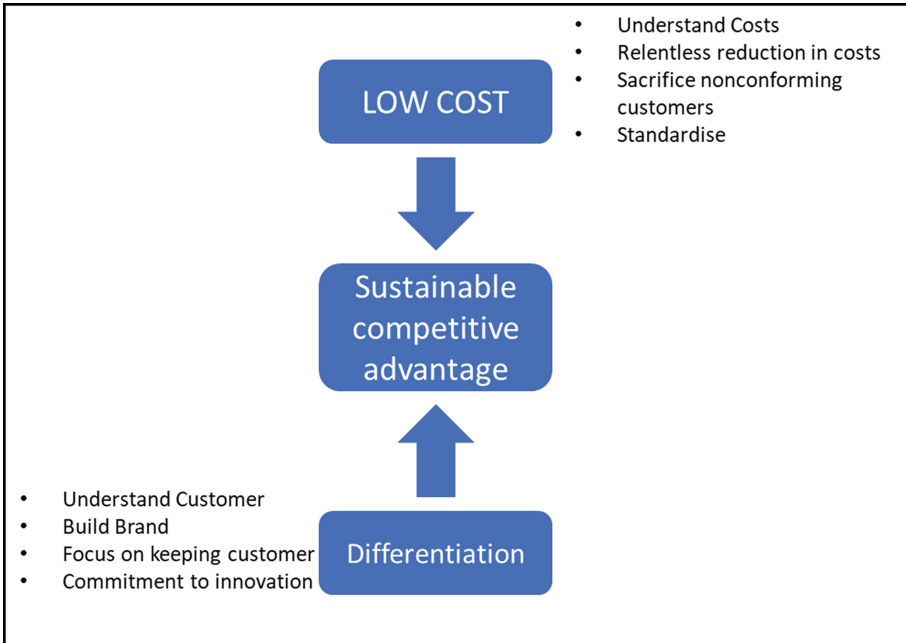 • Understand Costs
• Relentless reduction in costs
• Sacrifice nonconforming
customers
• Standardise
LOW COST
Sustainable
competitive
advantage
• Understand Customer
• Build Brand
• Focus on keeping customer
• Commitment to innovation
Differentiation